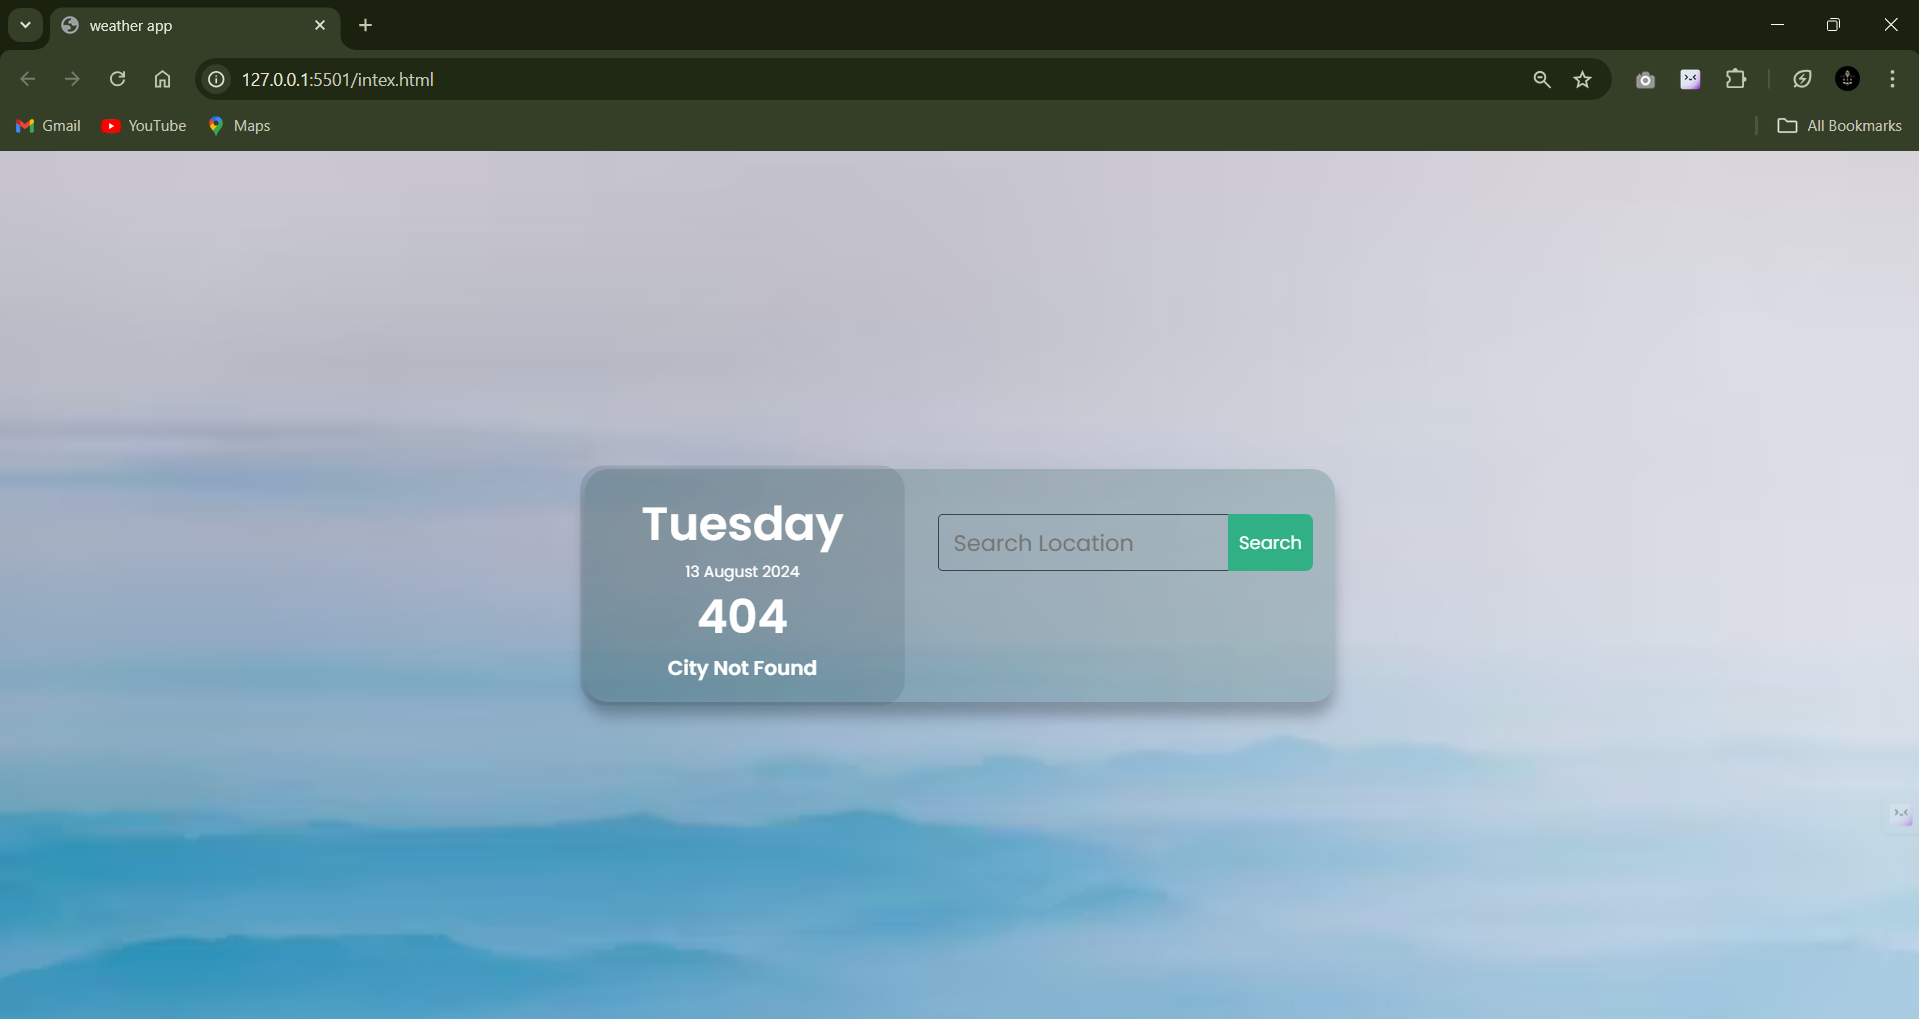 weather app
127.0.0.1:5501/intex.html
Gmail
YouTube
Maps
All Bookmarks
Tuesday
13 August 2024
404
City Not Found
Search Location
Search